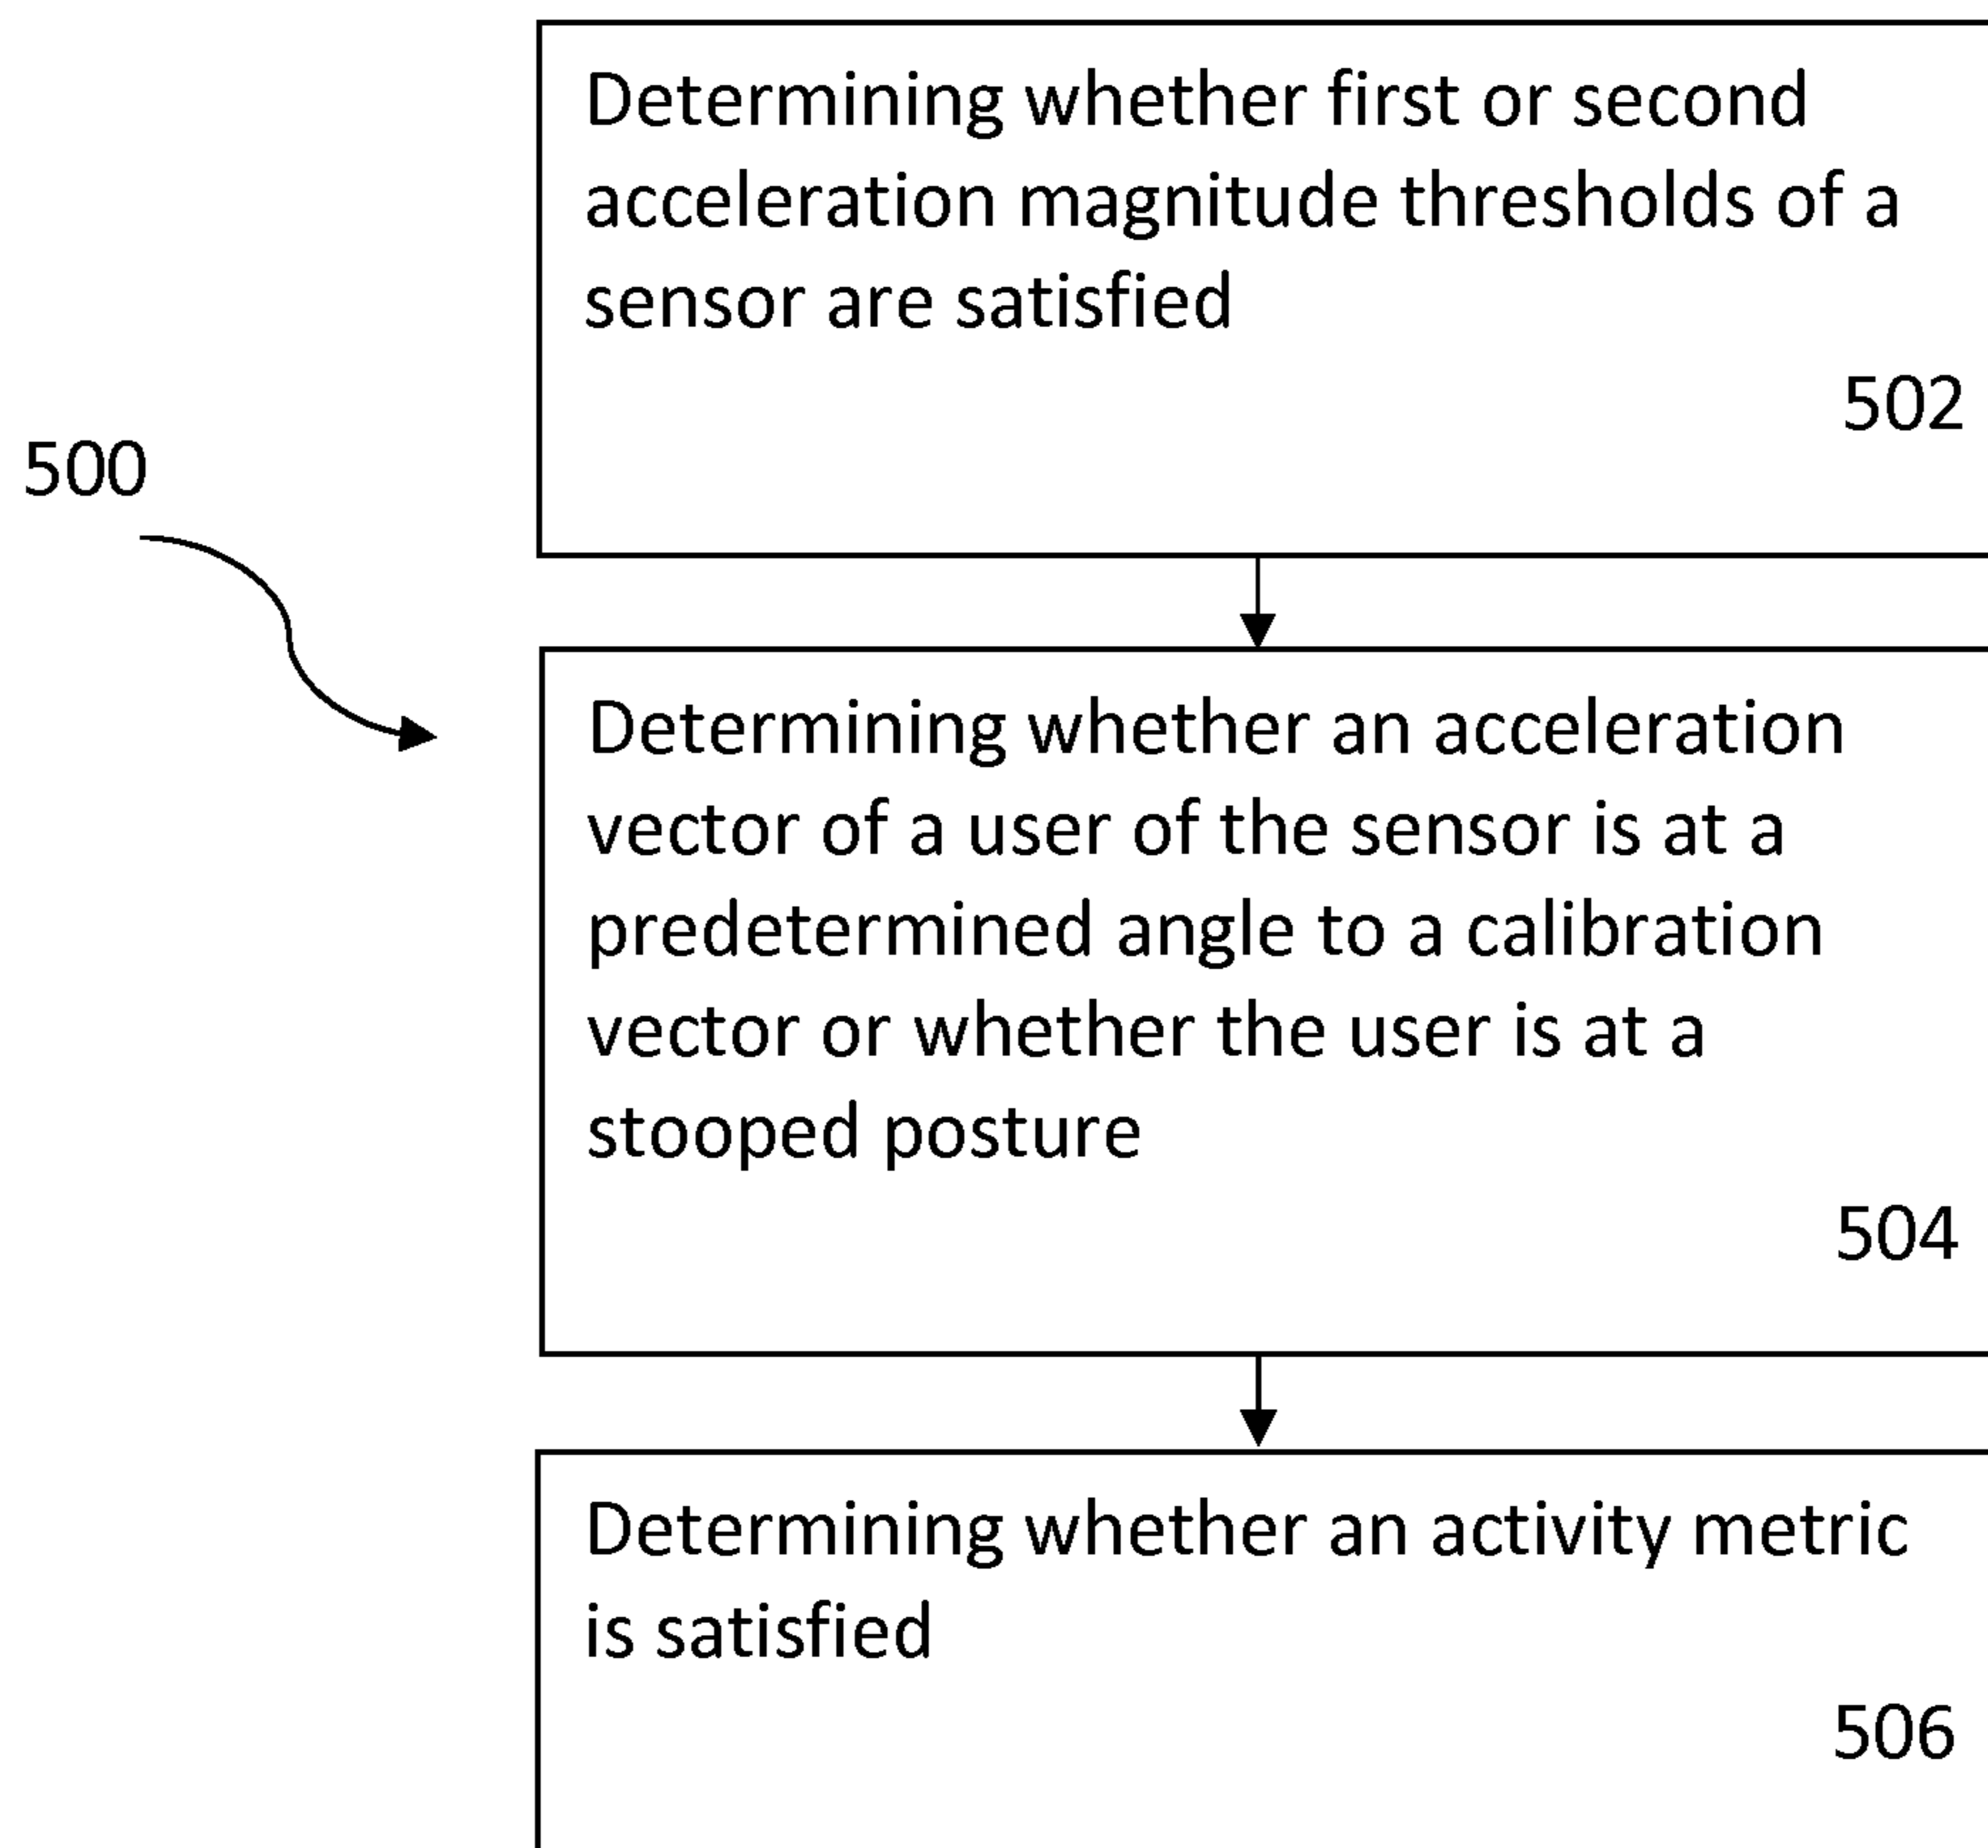 Determining whether first or second
acceleration magnitude thresholds of a
sensor are satisfied
502
500
Determining whether an acceleration
vector of a user of the sensor is at a
predetermined angle to a calibration
vector or whether the user is at a
stooped posture
504
Determining whether an activity metric
is satisfied
506